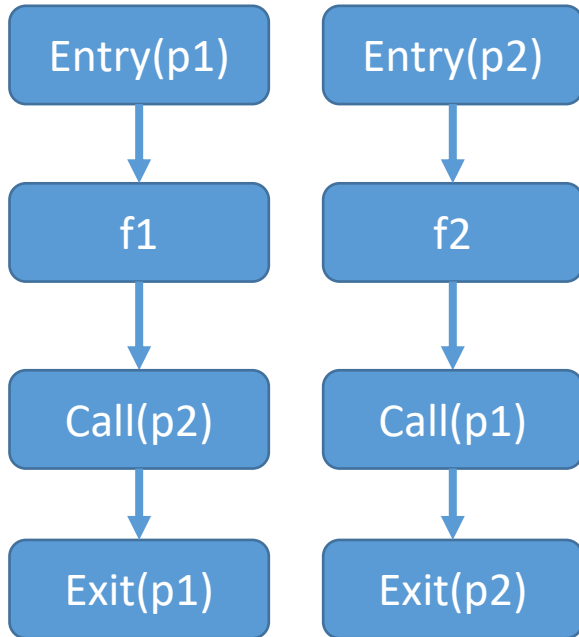 Entry(p1)
Entry(p2)
f1
f2
Call(p2)
Call(p1)
Exit(p1)
Exit(p2)